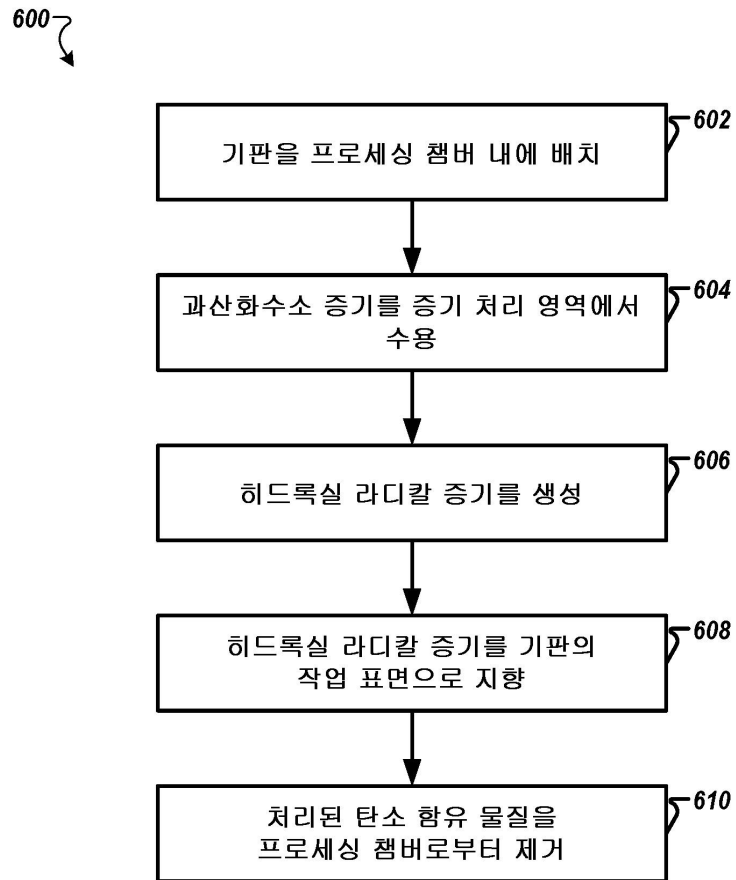 600
602
기판을 프로세싱 챔버 내에 배치
604
과산화수소 증기를 증기 처리 영역에서
수용
606
히드록실 라디칼 증기를 생성
608
히드록실 라디칼 증기를 기판의
작업 표면으로 지향
610
처리된 탄소 함유 물질을
프로세싱 챔버로부터 제거